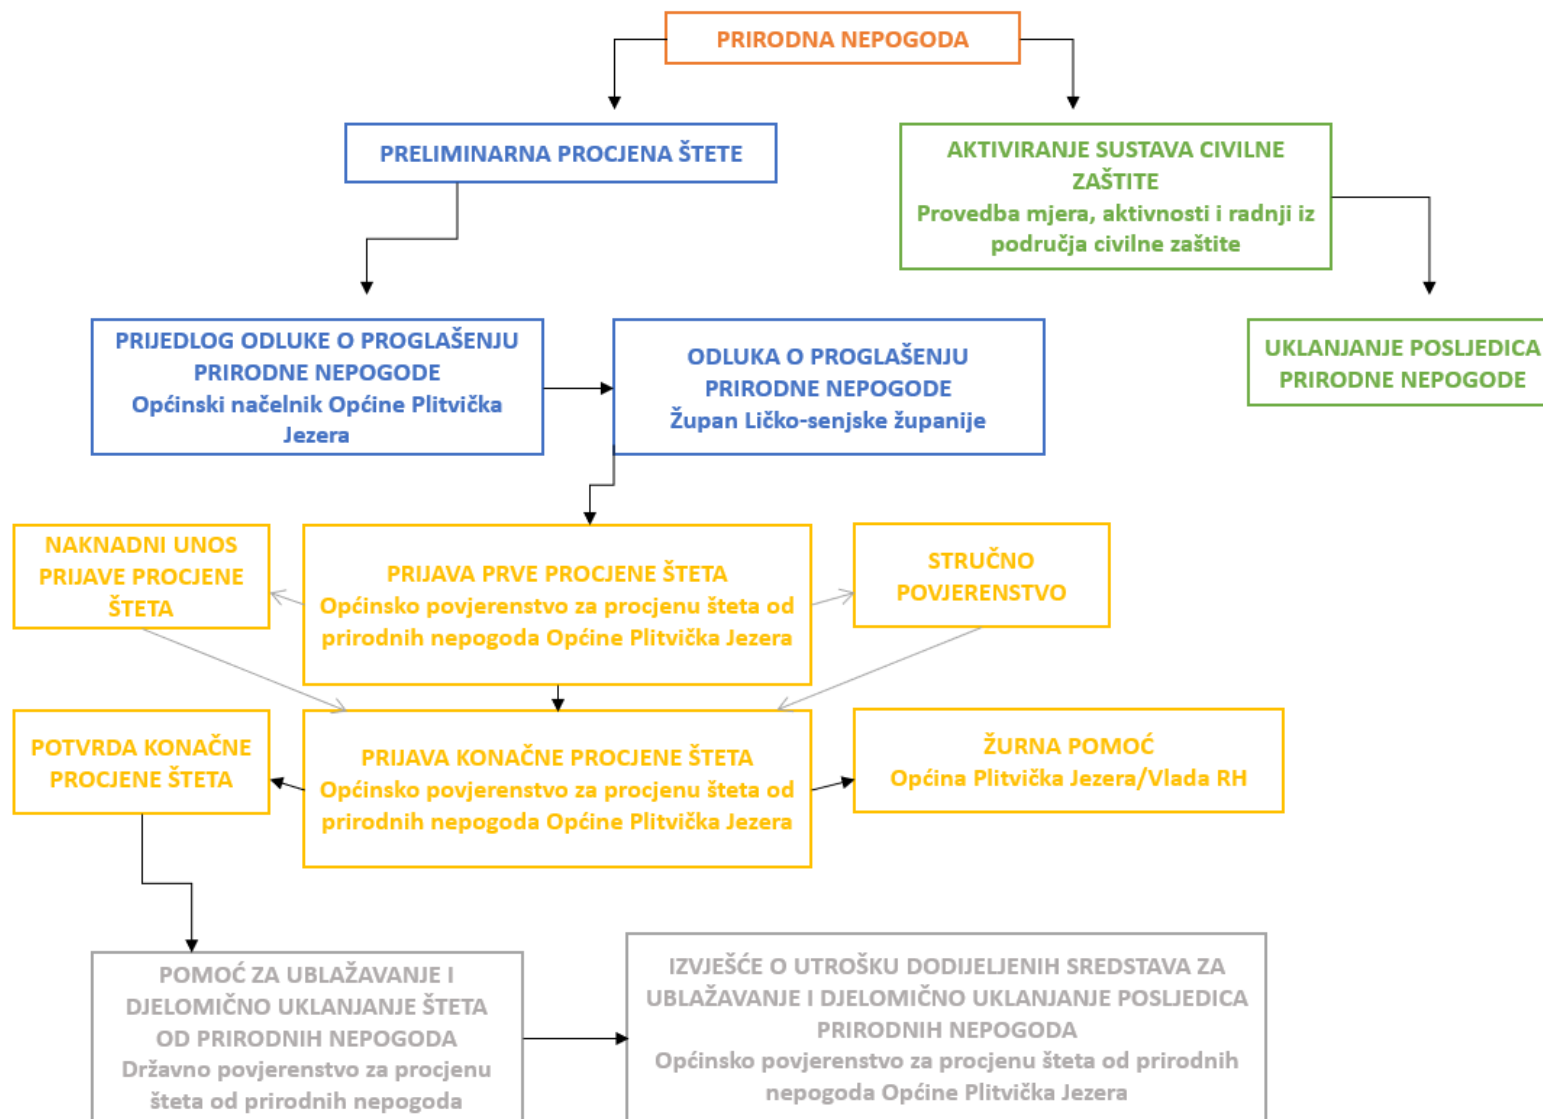 PRIRODNA NEPOGODA
PRELIMINARNA PROCJENA ŠTETE
AKTIVIRANJE SUSTAVA CIVILNE
ZAŠTITE
Provedba mjera, aktivnosti i radnji iz
područja civilne zaštite
PRIJEDLOG ODLUKE O PROGLAŠENJU
PRIRODNE NEPOGODE
Općinski načelnik Općine Plitvička
Jezera
ODLUKA O PROGLAŠENJU
PRIRODNE NEPOGODE
Župan Ličko-senjske županije
UKLANJANJE POSLJEDICA
PRIRODNE NEPOGODE
NAKNADNI UNOS
PRIJAVE PROCJENE
ŠTETA
PRIJAVA PRVE PROCJENE ŠTETA
Općinsko povjerenstvo za procjenu šteta od
prirodnih nepogoda Općine Plitvička Jezera
STRUČNO
POVJERENSTVO
POTVRDA KONAČNE
PROCJENE ŠTETA
PRIJAVA KONAČNE PROCJENE ŠTETA
Općinsko povjerenstvo za procjenu šteta od
prirodnih nepogoda Općine Plitvička Jezera
ŽURNA POMOĆ
Općina Plitvička Jezera/Vlada RH
POMOĆ ZA UBLAŽAVANJE I
DJELOMIČNO UKLANJANJE ŠTETA
OD PRIRODNIH NEPOGODA
Državno povjerenstvo za procjenu
šteta od prirodnih nepogoda
IZVJEŠĆE O UTROŠKU DODIJELJENIH SREDSTAVA ZA
UBLAŽAVANJE I DJELOMIČNO UKLANJANJE POSLJEDICA
PRIRODNIH NEPOGODA
Općinsko povjerenstvo za procjenu šteta od prirodnih
nepogoda Općine Plitvička Jezera